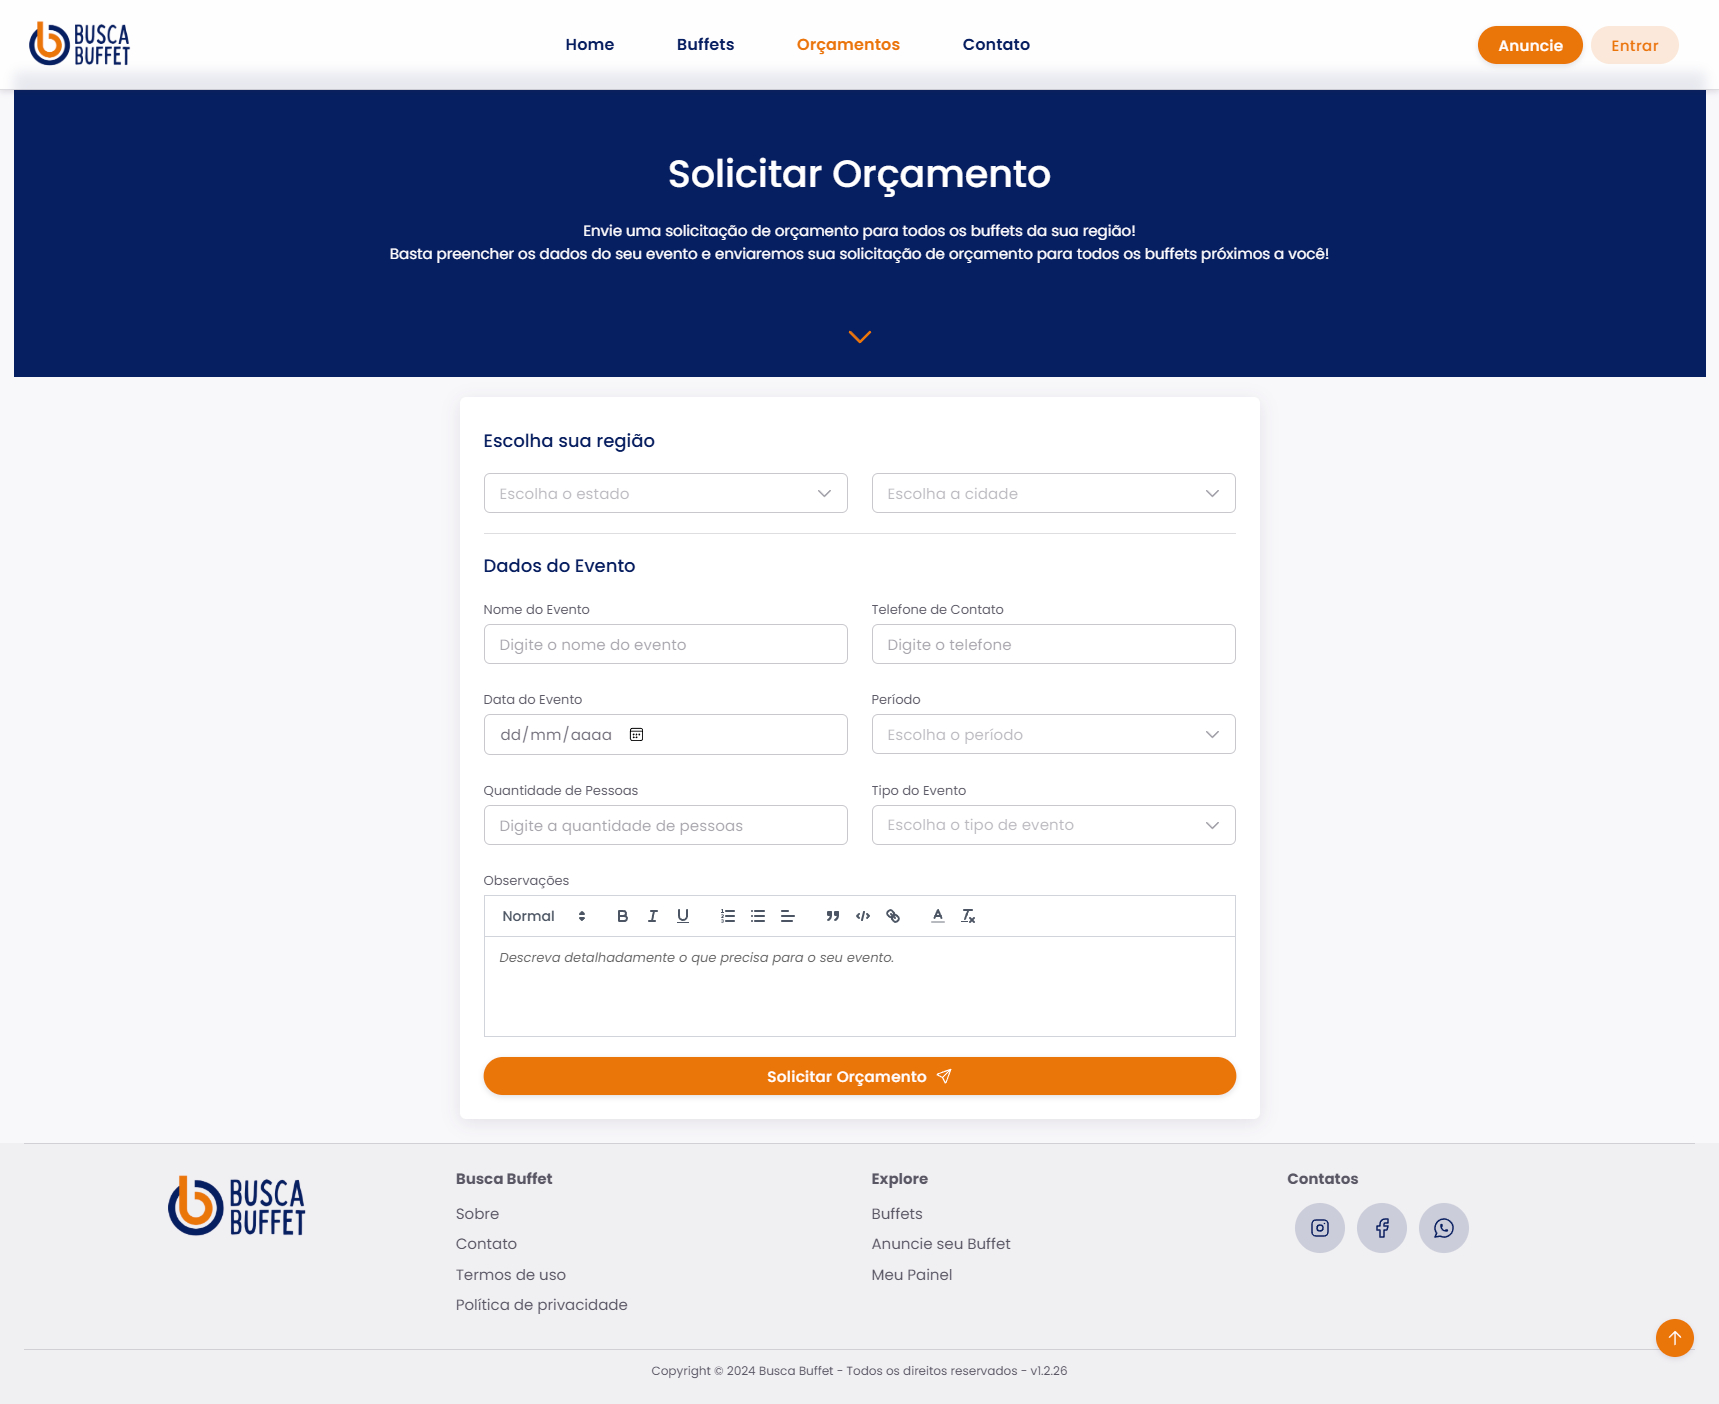 BUSCA
BUFFET
Home
Buffets
Orçamentos
Contato
Anuncie
Entrar
Solicitar Orçamento
Envie uma solicitação de orçamento para todos os buffets da sua região!
Basta preencher os dados do seu evento e enviaremos sua solicitação de orçamento para todos os buffets próximos a você!
Escolha sua região
Escolha o estado
Escolha a cidade
Dados do Evento
Nome do Evento
Telefone de Contato
Digite o nome do evento
Digite o telefone
Data do Evento
Período
dd/mm/aaaa
Escolha o período
Quantidade de Pessoas
Tipo do Evento
Digite a quantidade de pessoas
Escolha o tipo de evento
Observações
Normal
Descreva detalhadamente o que precisa para o seu evento.
Solicitar Orçamento
BUSCA
BUFFET
Busca Buffet
Sobre
Contato
Termos de uso
Política de privacidade
Explore
Buffets
Anuncie seu Buffet
Meu Painel
Contatos
Copyright © 2024 Busca Buffet - Todos os direitos reservados - v1.2.26